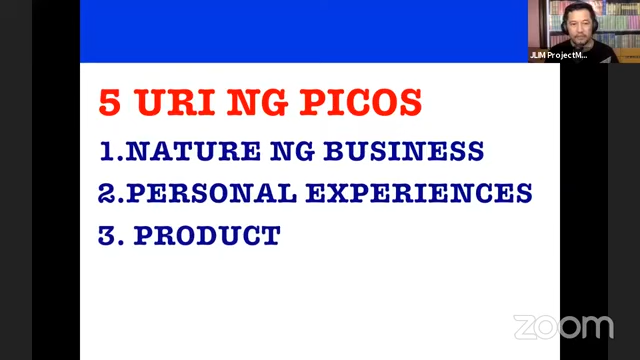 JLIM ProjectM...
5 URI NG PICOS
1.NATURE NG BUSINESS
2.PERSONAL EXPERIENCES
3. PRODUCT
zoom